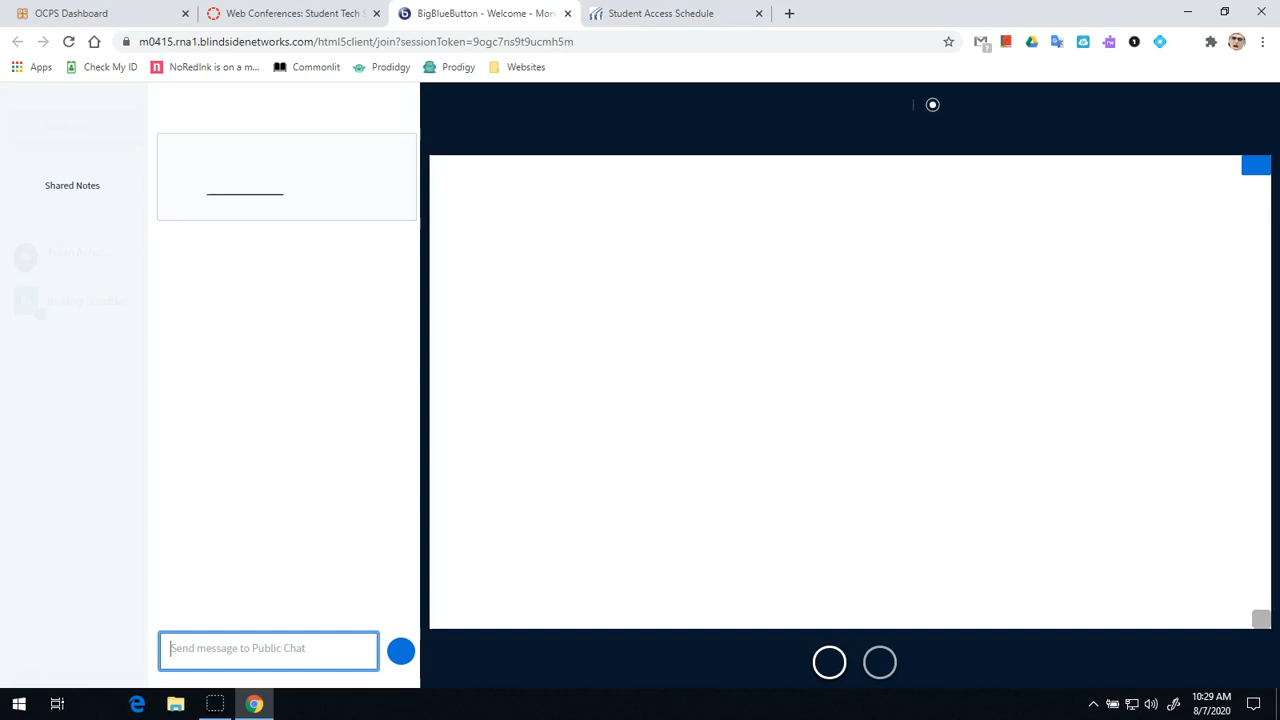 OCPS Dashboard
Web Conferences: Student Tech S
BigBlueButton - Welcome - Mon
Student Access Schedule
m0415.rna1.blindsidenetworks.com/html5client/join?sessionToken=9ogc7ns9t9ucmh5m
Apps
Check My ID
NoRedInk is on a m...
Commonlit
Prodidgy
Prodigy
Websites
Shared Notes
Send message to Public Chat
10:29 AM
8/7/2020